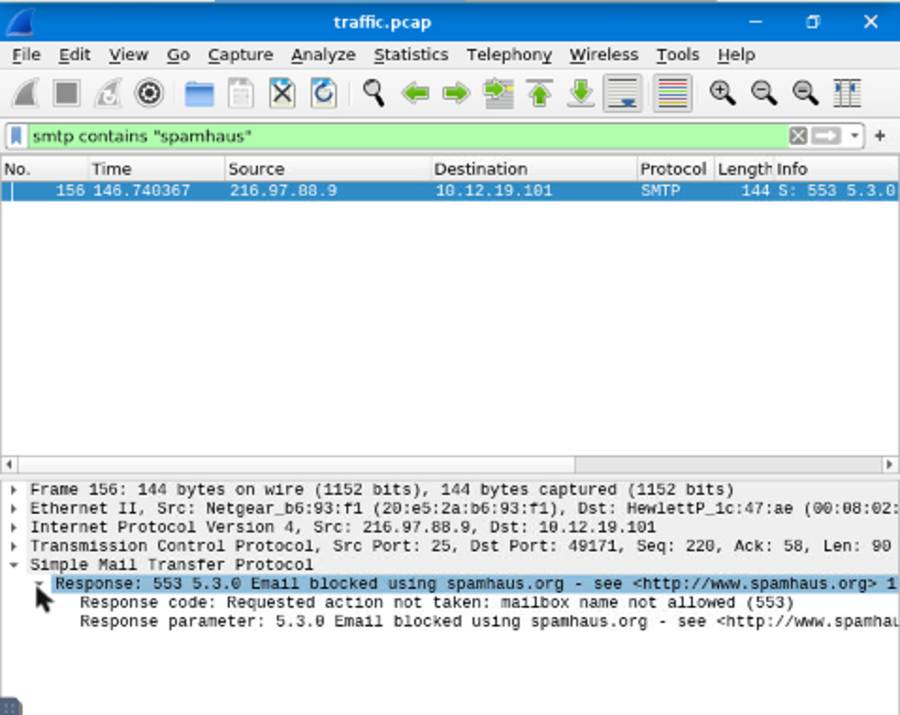 traffic.pcap
File Edit View Go Capture Analyze Statistics Telephony Wireless Tools Help
smtp contains "spamhaus"
No. Time Source Destination Protocol Length Info
156 146.740367 216.97.88.9 10.12.19.101 SMTP 144 S: 553 5.3.0
Frame 156: 144 bytes on wire (1152 bits), 144 bytes captured (1152 bits)
Ethernet II, Src: Netgear_b6:93:f1 (20:e5:2a:b6:93:f1), Dst: HewlettP_1c:47:ae (00:08:02:
Internet Protocol Version 4, Src: 216.97.88.9, Dst: 10.12.19.101
Transmission Control Protocol, Src Port: 25, Dst Port: 49171, Seq: 220, Ack: 58, Len: 90
Simple Mail Transfer Protocol
Response: 553 5.3.0 Email blocked using spamhaus.org - see <http://www.spamhaus.org> 1
Response code: Requested action not taken: mailbox name not allowed (553)
Response parameter: 5.3.0 Email blocked using spamhaus.org - see <http://www.spamhau